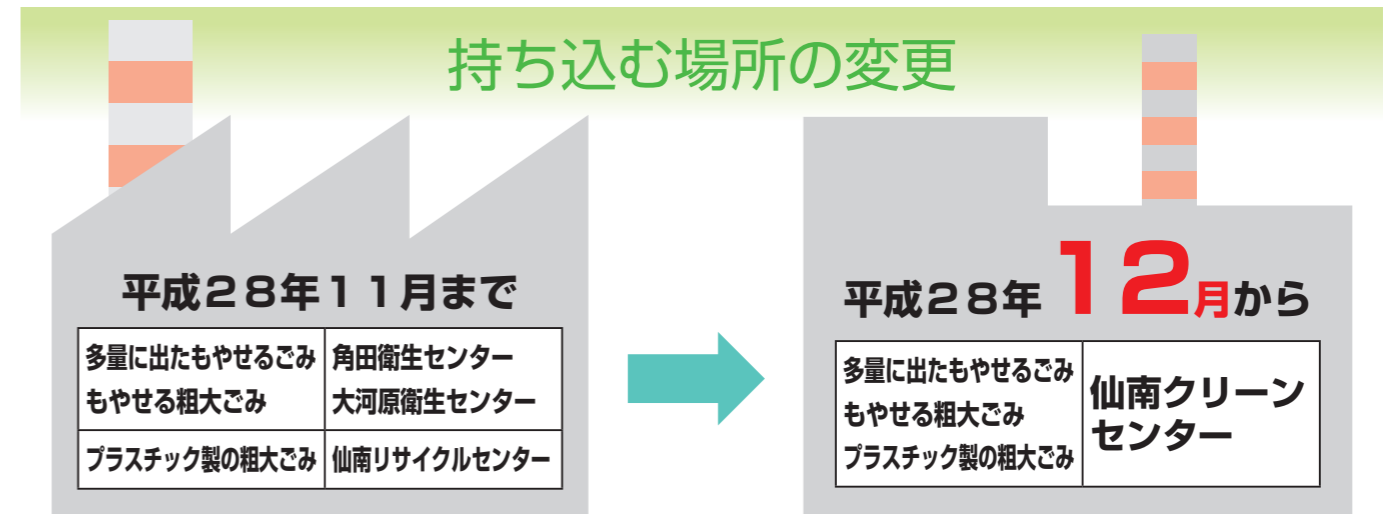 持ち込む場所の変更
平成２８年１１月まで
多量に出たもやせるごみ
もやせる粗大ごみ
角田衛生センター
大河原衛生センター
プラスチック製の粗大ごみ
仙南リサイクルセンター
平成２８年 １２月から
多量に出たもやせるごみ
もやせる粗大ごみ
プラスチック製の粗大ごみ
仙南クリーン
センター